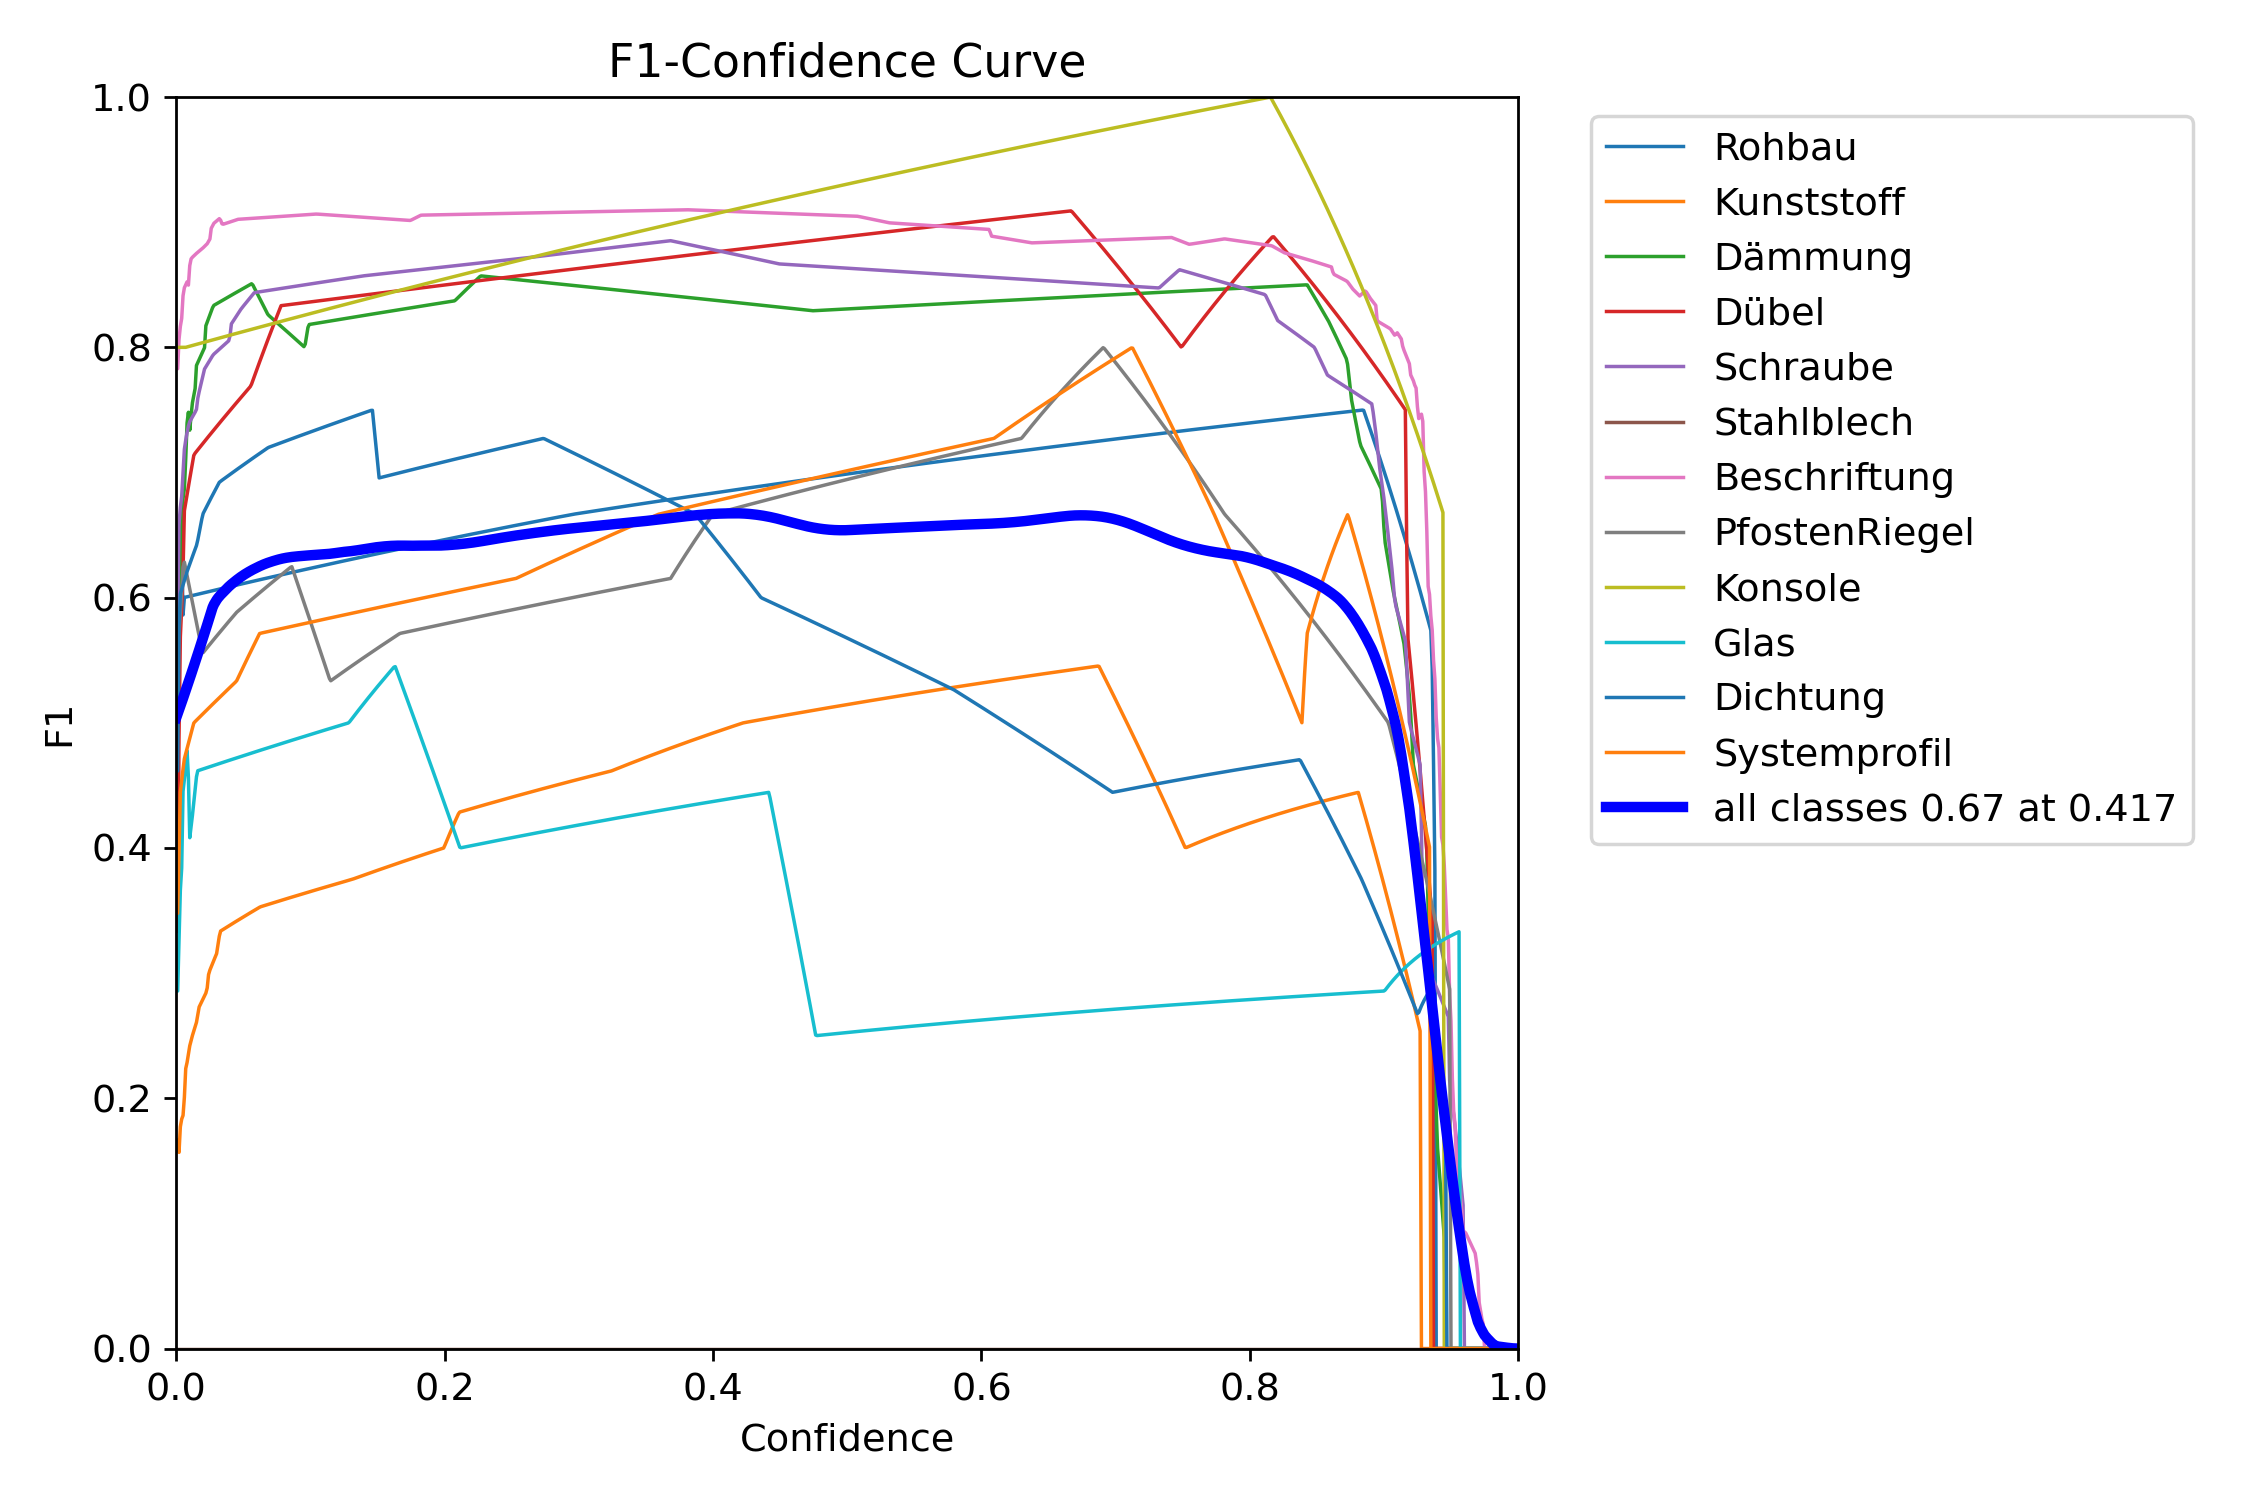 F1-Confidence Curve
1.0
0.8
0.6
0.4
0.2
0.0
F1
0.0 0.2 0.4 0.6 0.8 1.0
Confidence
Rohbau
Kunststoff
Dämmung
Dübel
Schraube
Stahlblech
Beschriftung
PfostenRiegel
Konsole
Glas
Dichtung
Systemprofil
all classes 0.67 at 0.417